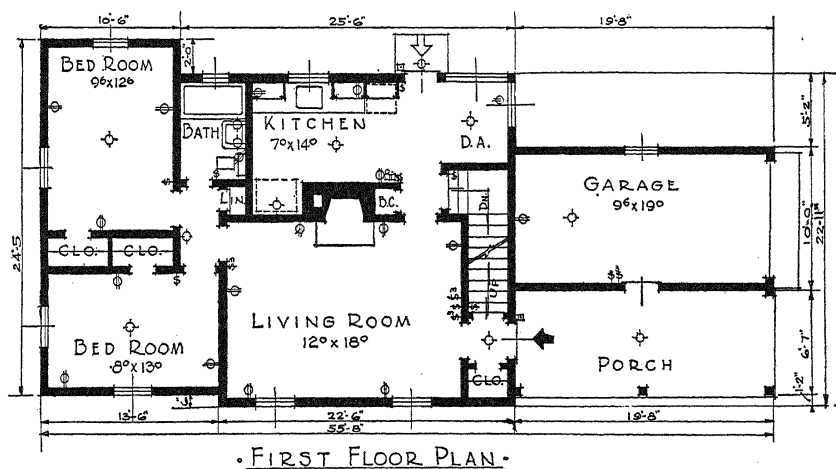 10'-6" 25'-6" 19'-8"
2'-0"
BED ROOM
9⁶x12⁶
BATH
KITCHEN
7⁰x14⁰
D.A.
5'-2"
GARAGE
9⁶x19⁰
LIN.
B.C.
DN.
10'-0"
22'-11"
24'-5
CLO. CLO.
UP
LIVING ROOM
12⁰x18⁰
BED ROOM
8⁰x13⁰
PORCH
6'-7"
CLO.
1'-2"
13'-6" 22'-6" 19'-8"
55'-8"
· FIRST FLOOR PLAN ·